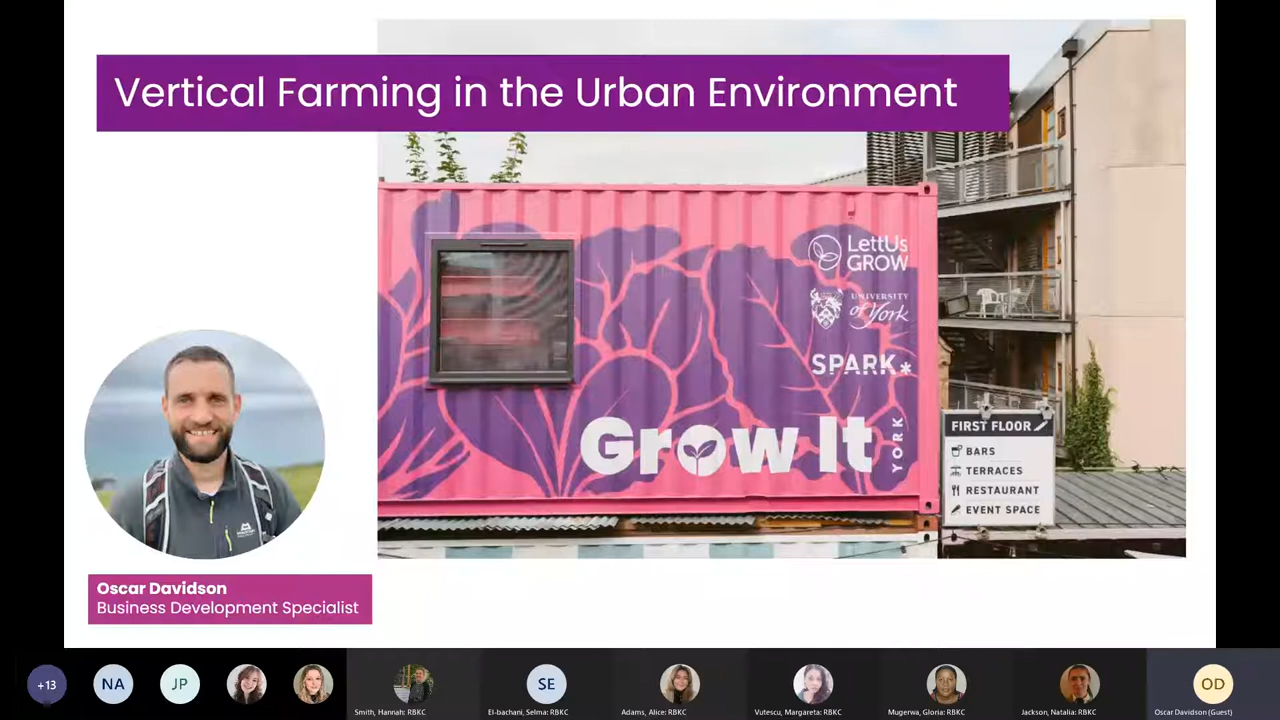 Vertical Farming in the Urban Environment
LettUs
GROW
UNIVERSITY
of York
SPARK*
Grow It
YORK
FIRST FLOOR
BARS
TERRACES
RESTAURANT
EVENT SPACE
Oscar Davidson
Business Development Specialist
+13
NA
JP
SE
OD
Smith, Hannah: RBKC
El-bachani, Selma: RBKC
Adams, Alice: RBKC
Vutescu, Margareta: RBKC
Mugerwa, Gloria: RBKC
Jackson, Natalia: RBKC
Oscar Davidson (Guest)